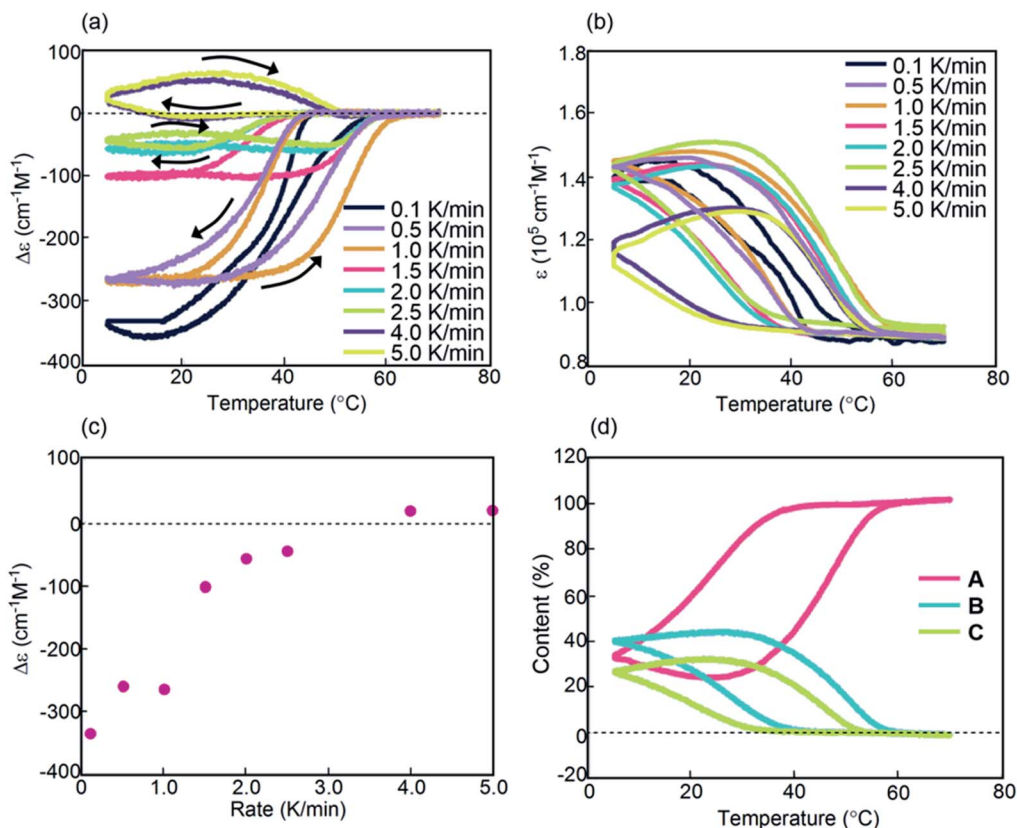 (a)
100
0
-100
-200
-300
-400
Δε (cm⁻¹M⁻¹)
0
20
40
60
80
Temperature (°C)
0.1 K/min
0.5 K/min
1.0 K/min
1.5 K/min
2.0 K/min
2.5 K/min
4.0 K/min
5.0 K/min
(b)
1.8
1.6
1.4
1.2
1.0
0.8
ε (10⁵ cm⁻¹M⁻¹)
0
20
40
60
80
Temperature (°C)
0.1 K/min
0.5 K/min
1.0 K/min
1.5 K/min
2.0 K/min
2.5 K/min
4.0 K/min
5.0 K/min
(c)
100
0
-100
-200
-300
-400
Δε (cm⁻¹M⁻¹)
0
1.0
2.0
3.0
4.0
5.0
Rate (K/min)
(d)
120
100
80
60
40
20
0
-20
Content (%)
0
20
40
60
80
Temperature (°C)
A
B
C